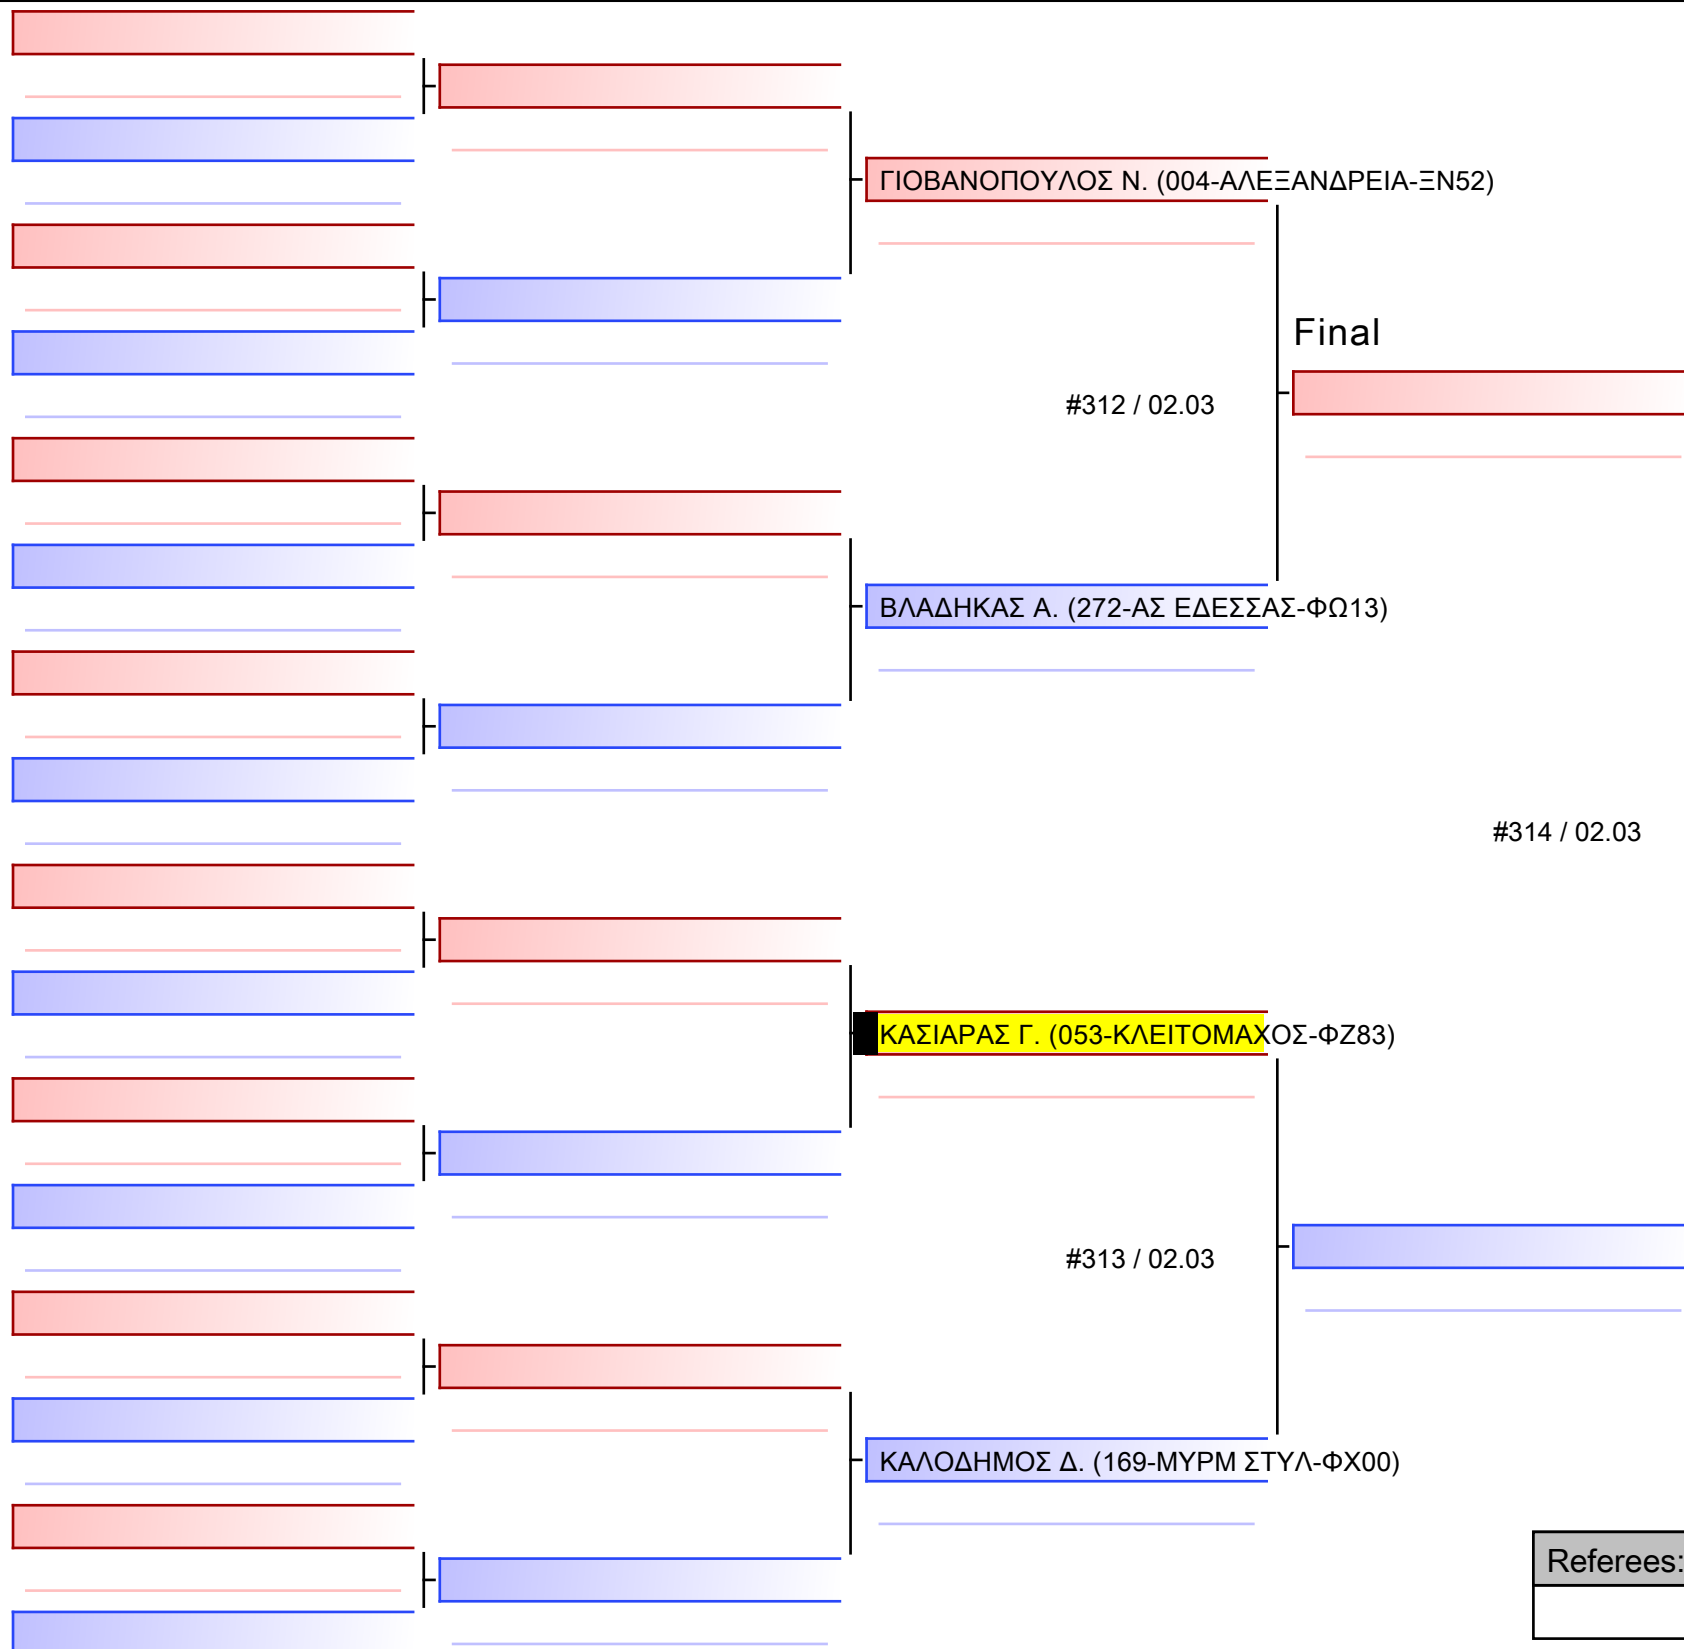 ΓΙΟΒΑΝΟΠΟΥΛΟΣ Ν. (004-ΑΛΕΞΑΝΔΡΕΙΑ-ΞΝ52)
Final
#312 / 02.03
ΒΛΑΔΗΚΑΣ Α. (272-ΑΣ ΕΔΕΣΣΑΣ-ΦΩ13)
#314 / 02.03
ΚΑΣΙΑΡΑΣ Γ. (053-ΚΛΕΙΤΟΜΑΧΟΣ-ΦΖ83)
#313 / 02.03
ΚΑΛΟΔΗΜΟΣ Δ. (169-ΜΥΡΜ ΣΤΥΛ-ΦΧ00)
Referees: